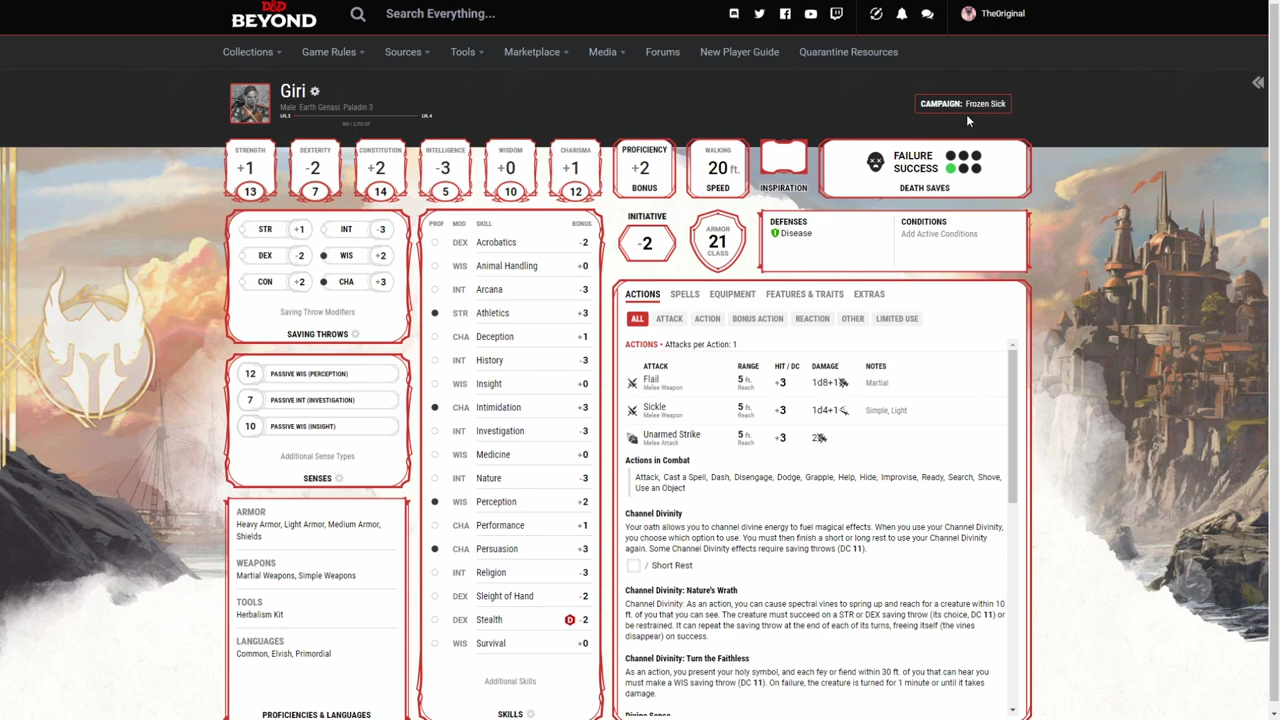 D&D
BEYOND
Search Everything...
TheOriginal
Collections
Game Rules
Sources
Tools
Marketplace
Media
Forums
New Player Guide
Quarantine Resources
Giri
Male Earth Genasi Paladin 3
LVL 3
LVL 4
CAMPAIGN: Frozen Sick
STRENGTH
+1
13
DEXTERITY
-2
7
CONSTITUTION
+2
14
INTELLIGENCE
-3
5
WISDOM
+0
10
CHARISMA
+1
12
PROFICIENCY
+2
BONUS
WALKING
20 ft.
SPEED
INSPIRATION
FAILURE
SUCCESS
DEATH SAVES
STR +1
INT -3
DEX -2
WIS +2
CON +2
CHA +3
Saving Throw Modifiers
SAVING THROWS
12 PASSIVE WIS (PERCEPTION)
7 PASSIVE INT (INVESTIGATION)
10 PASSIVE WIS (INSIGHT)
Additional Sense Types
SENSES
ARMOR
Heavy Armor, Light Armor, Medium Armor,
Shields
WEAPONS
Martial Weapons, Simple Weapons
TOOLS
Herbalism Kit
LANGUAGES
Common, Elvish, Primordial
PROFICIENCIES & LANGUAGES
PROF MOD SKILL BONUS
DEX Acrobatics -2
WIS Animal Handling +0
INT Arcana -3
STR Athletics +3
CHA Deception +1
INT History -3
WIS Insight +0
CHA Intimidation +3
INT Investigation -3
WIS Medicine +0
INT Nature -3
WIS Perception +2
CHA Performance +1
CHA Persuasion +3
INT Religion -3
DEX Sleight of Hand -2
DEX Stealth D -2
WIS Survival +0
Additional Skills
SKILLS
INITIATIVE
-2
ARMOR
21
CLASS
DEFENSES
Disease
CONDITIONS
Add Active Conditions
ACTIONS SPELLS EQUIPMENT FEATURES & TRAITS EXTRAS
ALL ATTACK ACTION BONUS ACTION REACTION OTHER LIMITED USE
ACTIONS • Attacks per Action: 1
ATTACK RANGE HIT / DC DAMAGE NOTES
Flail 5 ft. +3 1d8+1 Martial
Melee Weapon Reach
Sickle 5 ft. +3 1d4+1 Simple, Light
Melee Weapon Reach
Unarmed Strike 5 ft. +3 2
Melee Attack Reach
Actions in Combat
Attack, Cast a Spell, Dash, Disengage, Dodge, Grapple, Help, Hide, Improvise, Ready, Search, Shove,
Use an Object
Channel Divinity
Your oath allows you to channel divine energy to fuel magical effects. When you use your Channel Divinity,
you choose which option to use. You must then finish a short or long rest to use your Channel Divinity
again. Some Channel Divinity effects require saving throws (DC 11).
/ Short Rest
Channel Divinity: Nature's Wrath
Channel Divinity: As an action, you can cause spectral vines to spring up and reach for a creature within 10
ft. of you that you can see. The creature must succeed on a STR or DEX saving throw (its choice, DC 11) or
be restrained. It can repeat the saving throw at the end of each of its turns, freeing itself (the vines
disappear) on success.
Channel Divinity: Turn the Faithless
As an action, you present your holy symbol, and each fey or fiend within 30 ft. of you that can hear you
must make a WIS saving throw (DC 11). On failure, the creature is turned for 1 minute or until it takes
damage.
Divine Sense